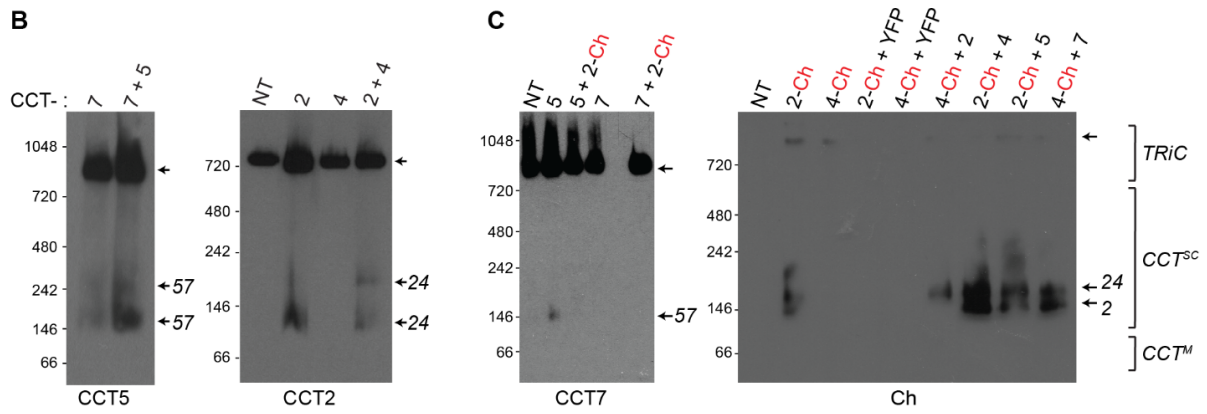 B
CCT- :
7
7 + 5
1048
720
480
242
146
66
57
57
CCT5
NT
2
4
2 + 4
720
480
242
146
66
24
24
CCT2
C
NT
5
5 + 2-Ch
7
7 + 2-Ch
1048
720
480
242
146
66
57
CCT7
NT
2-Ch
4-Ch
2-Ch + YFP
4-Ch + YFP
4-Ch + 2
2-Ch + 4
2-Ch + 5
4-Ch + 7
720
480
242
146
66
24
2
Ch
TRiC
CCTSC
CCTM